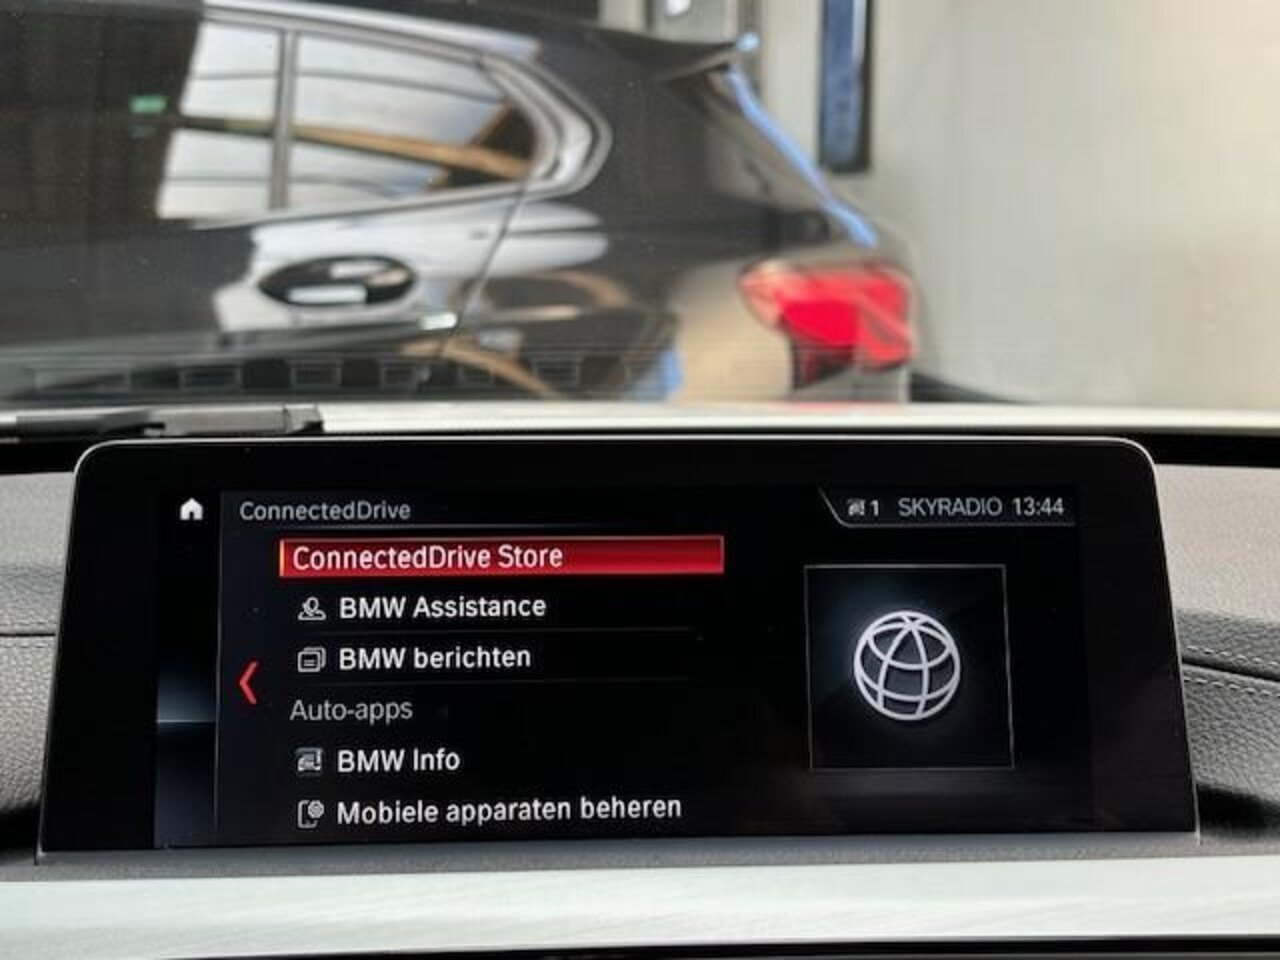 ConnectedDrive
1 SKYRADIO 13:44
ConnectedDrive Store
BMW Assistance
BMW berichten
Auto-apps
BMW Info
Mobiele apparaten beheren